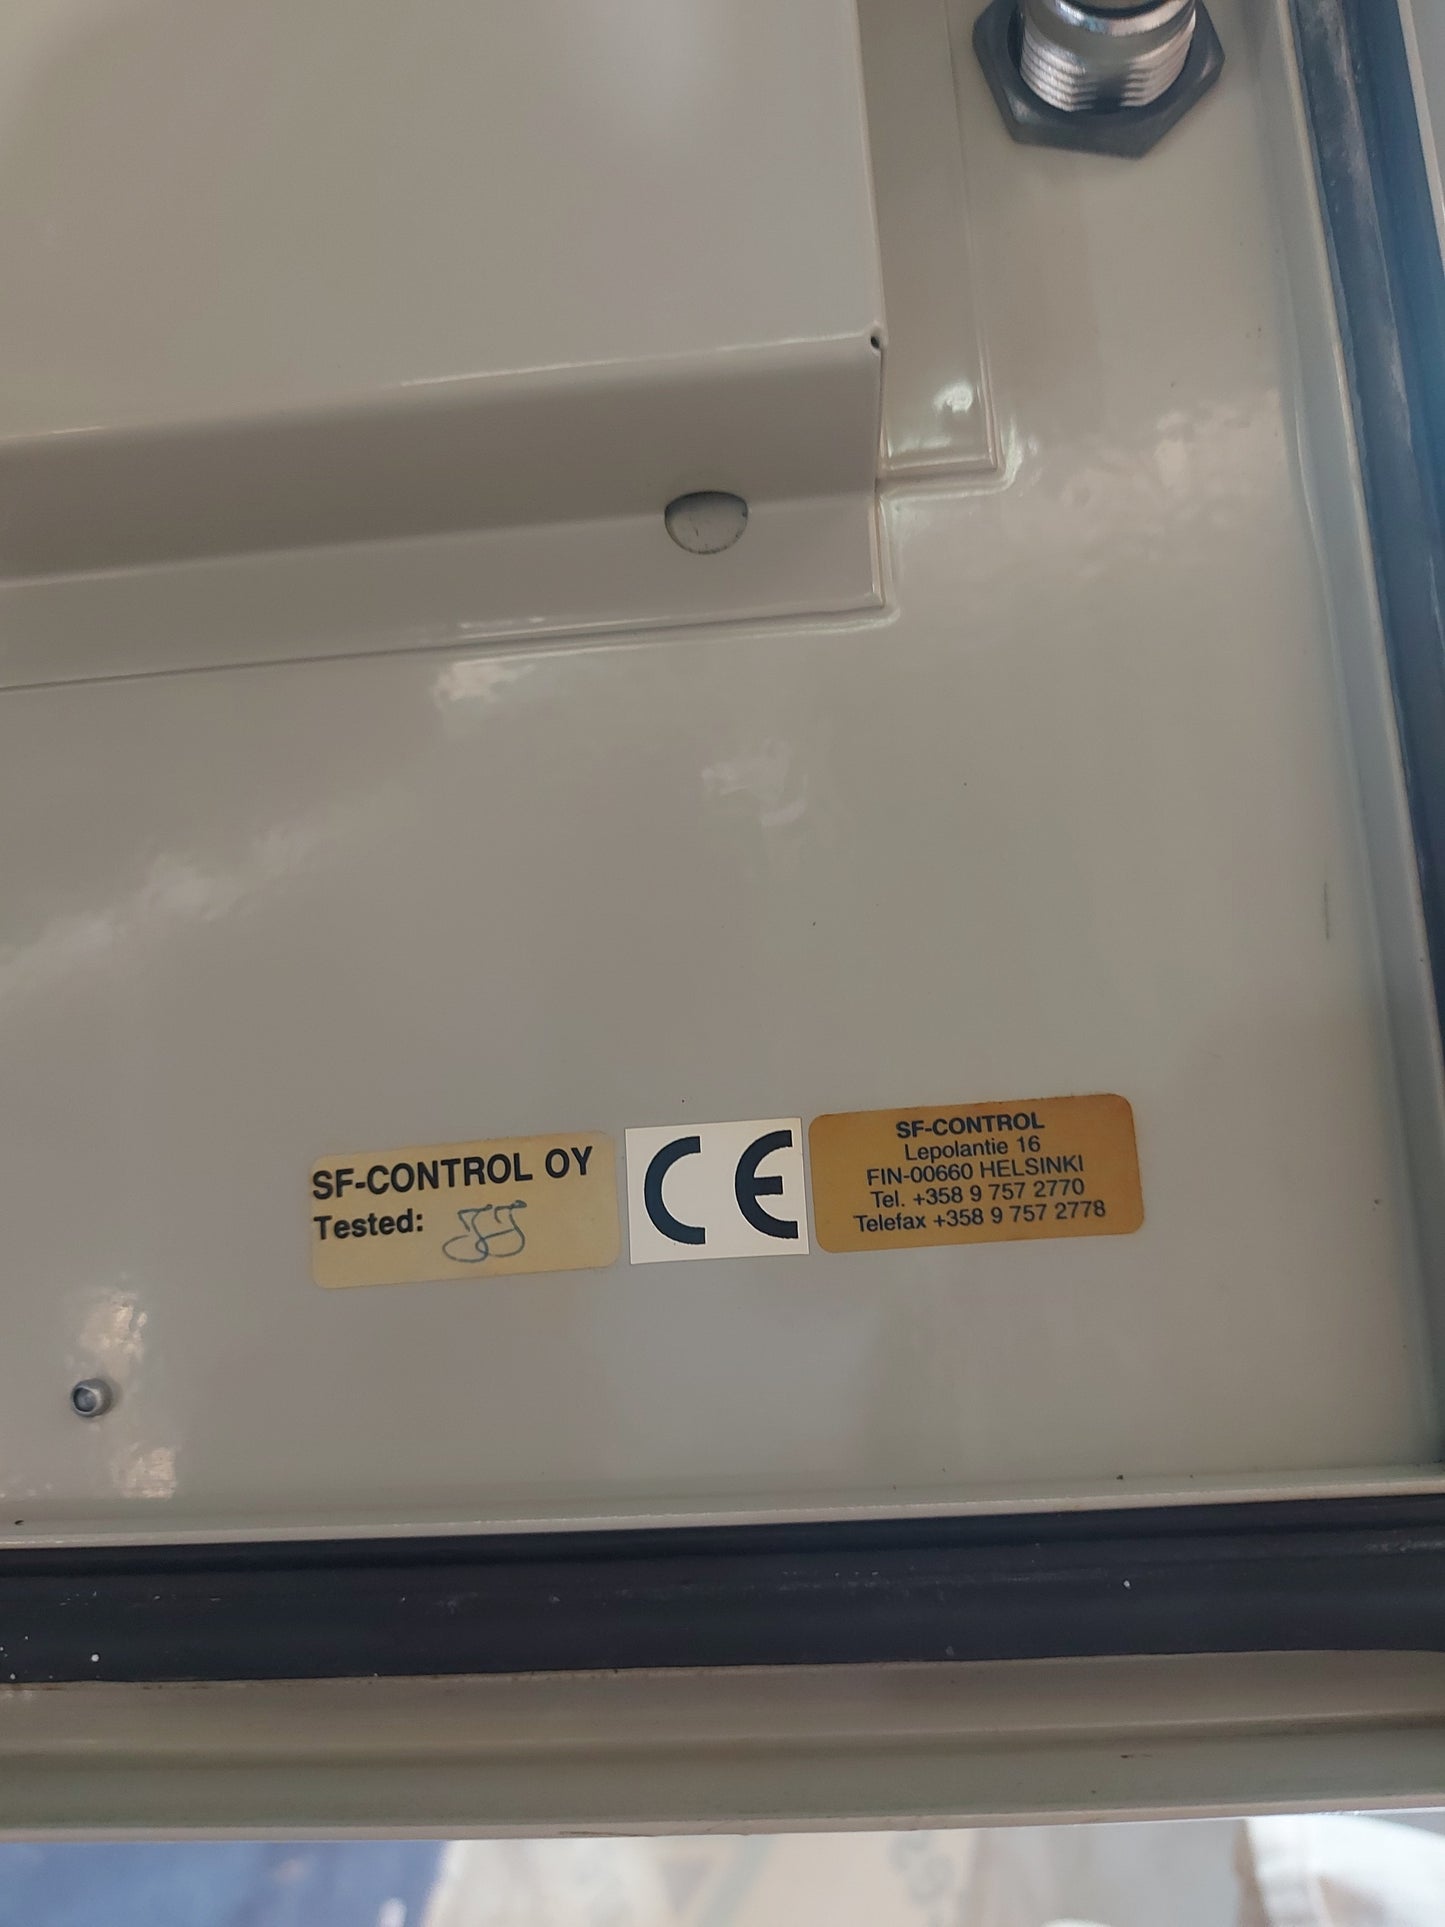 SF-CONTROL OY
Tested: JJ
CE
SF-CONTROL
Lepolantie 16
FIN-00660 HELSINKI
Tel. +358 9 757 2770
Telefax +358 9 757 2778